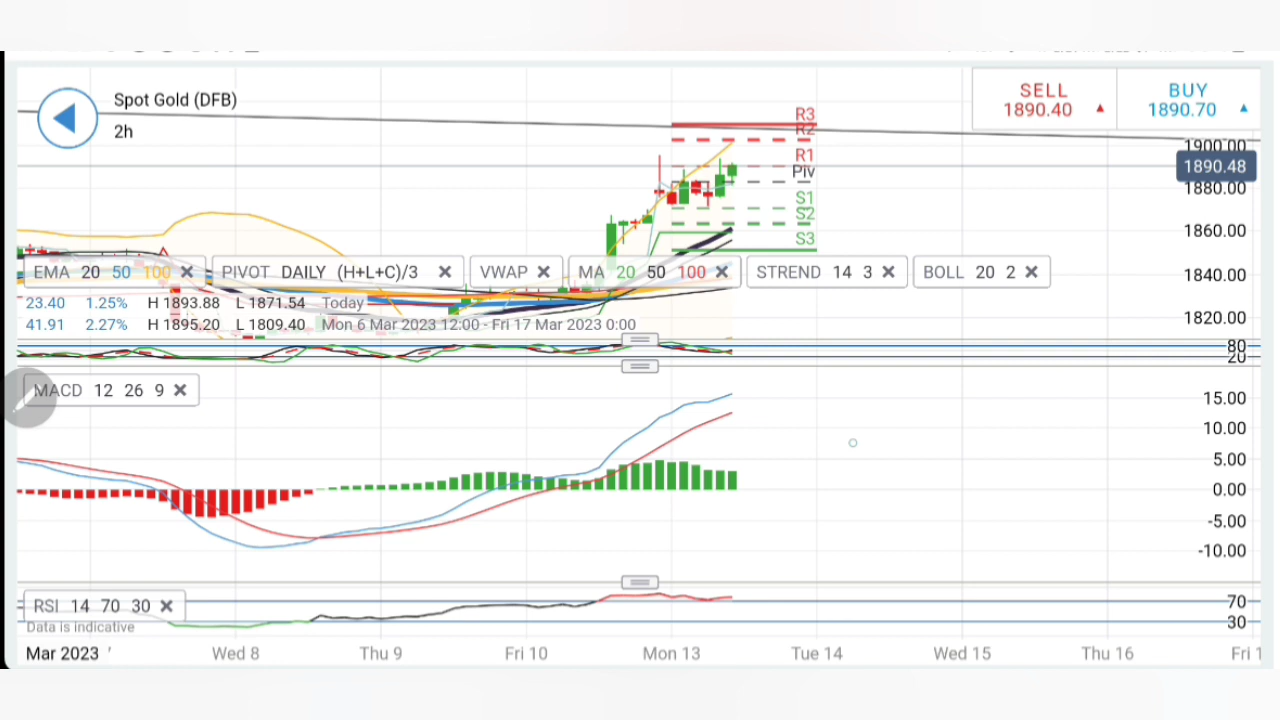 Spot Gold (DFB)
2h
SELL
1890.40
BUY
1890.70
R3
R2
R1
Piv
S1
S2
S3
1900.00
1890.48
1880.00
1860.00
1840.00
1820.00
EMA 20 50 100
PIVOT DAILY (H+L+C)/3
VWAP
MA 20 50 100
STREND 14 3
BOLL 20 2
23.40 1.25% H 1893.88 L 1871.54 Today
41.91 2.27% H 1895.20 L 1809.40 Mon 6 Mar 2023 12:00 - Fri 17 Mar 2023 0:00
80
20
MACD 12 26 9
15.00
10.00
5.00
0.00
-5.00
-10.00
RSI 14 70 30
70
30
Data is indicative
Mar 2023 Wed 8 Thu 9 Fri 10 Mon 13 Tue 14 Wed 15 Thu 16 Fri